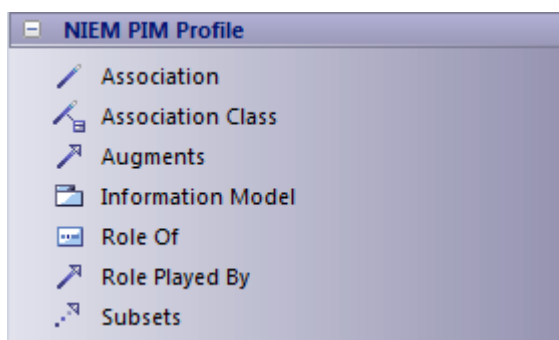 NIEM PIM Profile
Association
Association Class
Augments
Information Model
Role Of
Role Played By
Subsets